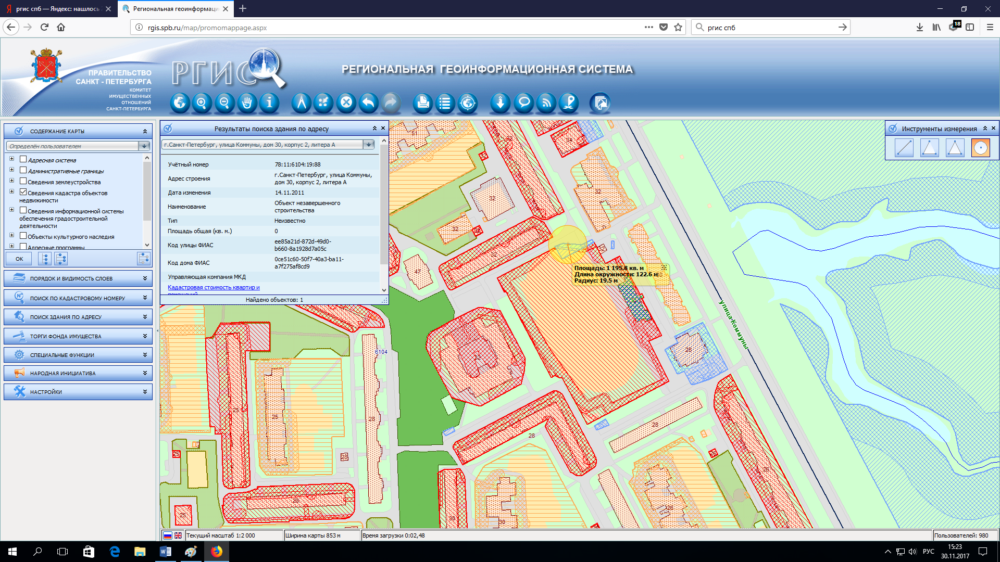 ргис спб — Яндекс: нашлось
Региональная геоинформаци
rgis.spb.ru/map/promomappage.aspx
ргис спб
18
ПРАВИТЕЛЬСТВО
САНКТ - ПЕТЕРБУРГА
КОМИТЕТ
ИМУЩЕСТВЕННЫХ
ОТНОШЕНИЙ
САНКТ-ПЕТЕРБУРГА
РГИС
РЕГИОНАЛЬНАЯ ГЕОИНФОРМАЦИОННАЯ СИСТЕМА
СОДЕРЖАНИЕ КАРТЫ
Определён пользователем
Адресная система
Административные границы
Сведения землеустройства
Сведения кадастра объектов
недвижимости
Сведения информационной системы
обеспечения градостроительной
деятельности
Объекты культурного наследия
Адресные программы
ОК
ПОРЯДОК И ВИДИМОСТЬ СЛОЕВ
ПОИСК ПО КАДАСТРОВОМУ НОМЕРУ
ПОИСК ЗДАНИЯ ПО АДРЕСУ
ТОРГИ ФОНДА ИМУЩЕСТВА
СПЕЦИАЛЬНЫЕ ФУНКЦИИ
НАРОДНАЯ ИНИЦИАТИВА
НАСТРОЙКИ
Результаты поиска здания по адресу
г.Санкт-Петербург, улица Коммуны, дом 30, корпус 2, литера А
Учётный номер 78:11:6104:19:88
Адрес строения г.Санкт-Петербург, улица Коммуны,
дом 30, корпус 2, литера А
Дата изменения 14.11.2011
Наименование Объект незавершенного
строительства
Тип Неизвестно
Площадь общая (кв. м.) 0
Код улицы ФИАС ee85a21d-872d-49d0-
b660-8a1928d7a05c
Код дома ФИАС 0ce51c60-50f7-40a3-ba11-
a7f275af8cd9
Управляющая компания МКД
Кадастровая стоимость квартир и
помещений
Найдено объектов: 1
Инструменты измерения
51
34
32
32
32
32
47
Площадь: 1 195.8 кв. м
Длина окружности: 122.6 м
Радиус: 19.5 м
улица Коммуны
28
6104
25
25
28
28
28
28
25
26
30
26
Текущий масштаб 1:2 000
Ширина карты 853 м
Время загрузки 0:02,48
Пользователей: 980
РУС
15:23
30.11.2017